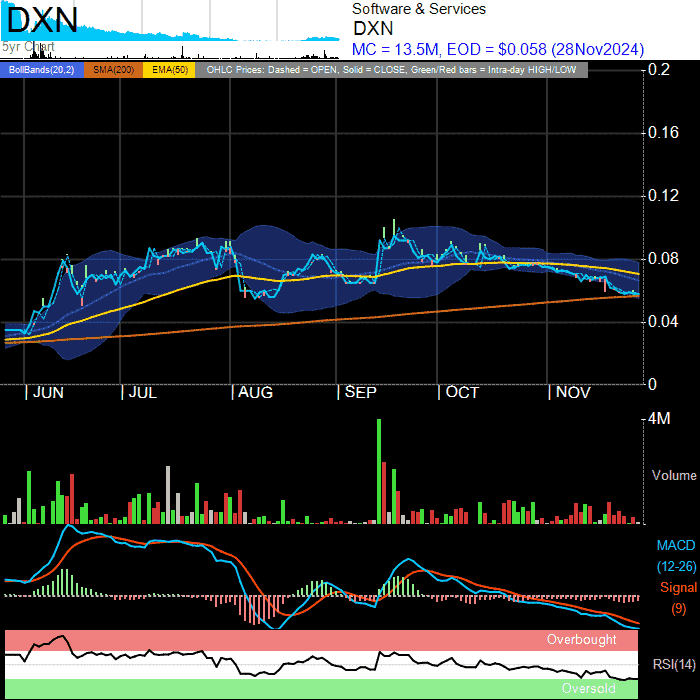 DXN
5yr Chart
Software & Services
DXN
MC = 13.5M, EOD = $0.058 (28Nov2024)
BollBands(20,2) SMA(200) EMA(50) OHLC Prices: Dashed = OPEN, Solid = CLOSE, Green/Red bars = Intra-day HIGH/LOW
0.2
0.16
0.12
0.08
0.04
0
JUN JUL AUG SEP OCT NOV
4M
Volume
MACD
(12-26)
Signal
(9)
Overbought
RSI(14)
Oversold